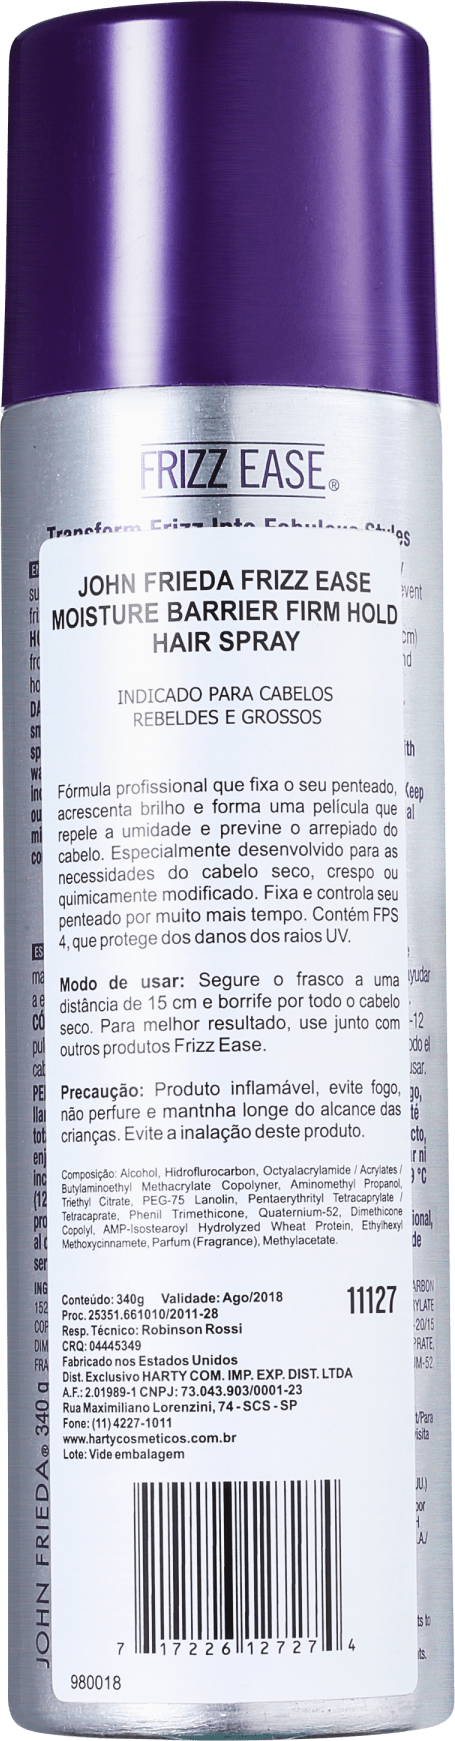 FRIZZ EASE®
Transform Frizz Into Fabulous Styles
JOHN FRIEDA FRIZZ EASE
MOISTURE BARRIER FIRM HOLD
HAIR SPRAY
INDICADO PARA CABELOS
REBELDES E GROSSOS
Fórmula profissional que fixa o seu penteado,
acrescenta brilho e forma uma película que
repele a umidade e previne o arrepiado do
cabelo. Especialmente desenvolvido para as
necessidades do cabelo seco, crespo ou
quimicamente modificado. Fixa e controla seu
penteado por muito mais tempo. Contém FPS
4, que protege dos danos dos raios UV.
Modo de usar: Segure o frasco a uma
distância de 15 cm e borrife por todo o cabelo
seco. Para melhor resultado, use junto com
outros produtos Frizz Ease.
Precaução: Produto inflamável, evite fogo,
não perfure e mantnha longe do alcance das
crianças. Evite a inalação deste produto.
Composição: Alcohol, Hidroflurocarbon, Octyalacrylamide / Acrylates /
Butylaminoethyl Methacrylate Copolyner, Aminomethyl Propanol,
Triethyl Citrate, PEG-75 Lanolin, Pentaerythrityl Tetracaprylate /
Tetracaprate, Phenil Trimethicone, Quaternium-52, Dimethicone
Copolyl, AMP-Isostearoyl Hydrolyzed Wheat Protein, Ethylhexyl
Methoxycinnamete, Parfum (Fragrance), Methylacetate.
Conteúdo: 340g Validade: Ago/2018 11127
Proc. 25351.661010/2011-28
Resp. Técnico: Robinson Rossi
CRQ: 04445349
Fabricado nos Estados Unidos
Dist. Exclusivo HARTY COM. IMP. EXP. DIST. LTDA
A.F.: 2.01989-1 CNPJ: 73.043.903/0001-23
Rua Maximiliano Lorenzini, 74 - SCS - SP
Fone: (11) 4227-1011
www.hartycosmeticos.com.br
Lote: Vide embalagem
7 17226 12727 4
980018
JOHN FRIEDA® 340 g